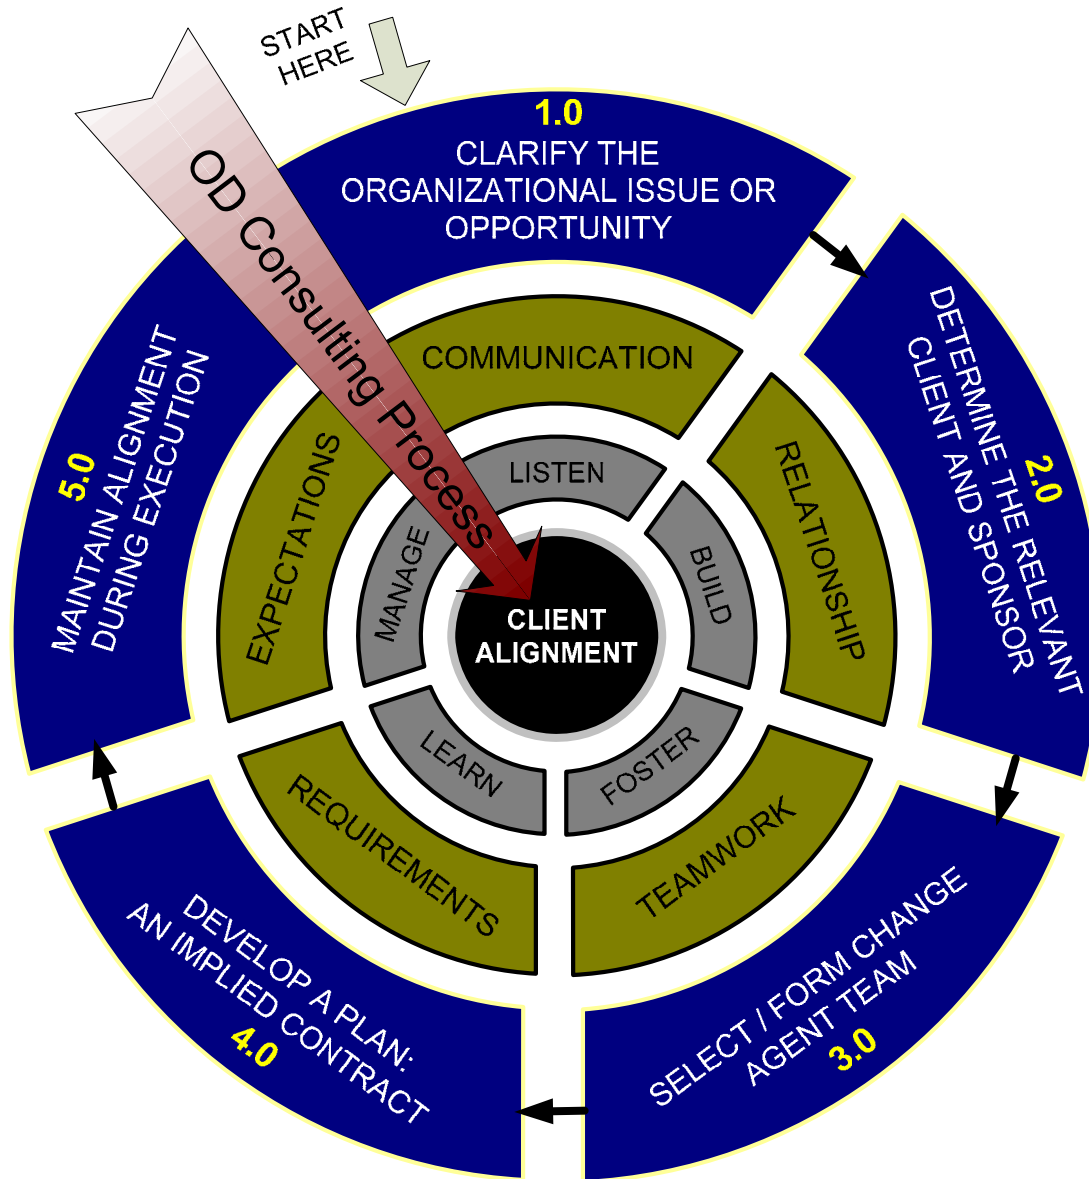 START
HERE
OD Consulting Process
1.0
CLARIFY THE
ORGANIZATIONAL ISSUE OR
OPPORTUNITY
2.0
DETERMINE THE RELEVANT
CLIENT AND SPONSOR
SELECT / FORM CHANGE
AGENT TEAM
3.0
DEVELOP A PLAN:
AN IMPLIED CONTRACT
4.0
5.0
MAINTAIN ALIGNMENT
DURING EXECUTION
COMMUNICATION
RELATIONSHIP
TEAMWORK
REQUIREMENTS
EXPECTATIONS
LISTEN
BUILD
FOSTER
LEARN
MANAGE
CLIENT
ALIGNMENT